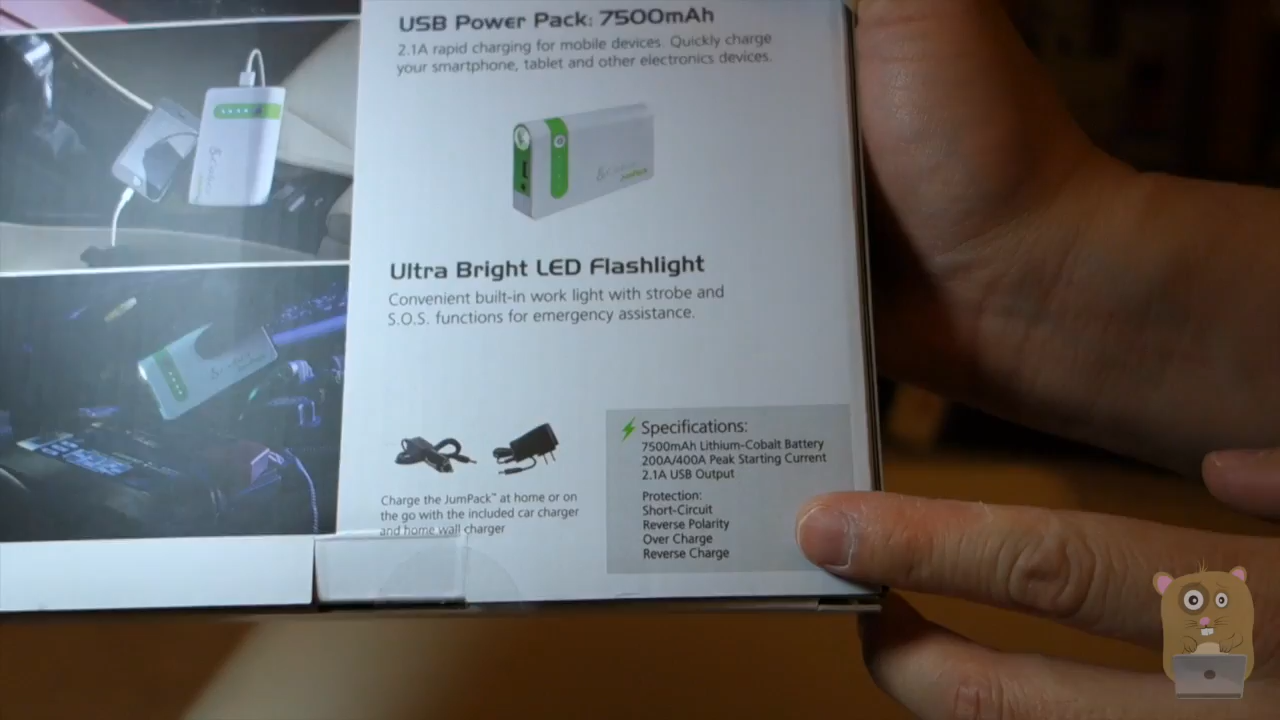 USB Power Pack: 7500mAh
2.1A rapid charging for mobile devices. Quickly charge
your smartphone, tablet and other electronics devices.
JumPack
Ultra Bright LED Flashlight
Convenient built-in work light with strobe and
S.O.S. functions for emergency assistance.
Charge the JumPack™ at home or on
the go with the included car charger
and home wall charger
Specifications:
7500mAh Lithium-Cobalt Battery
200A/400A Peak Starting Current
2.1A USB Output
Protection:
Short-Circuit
Reverse Polarity
Over Charge
Reverse Charge